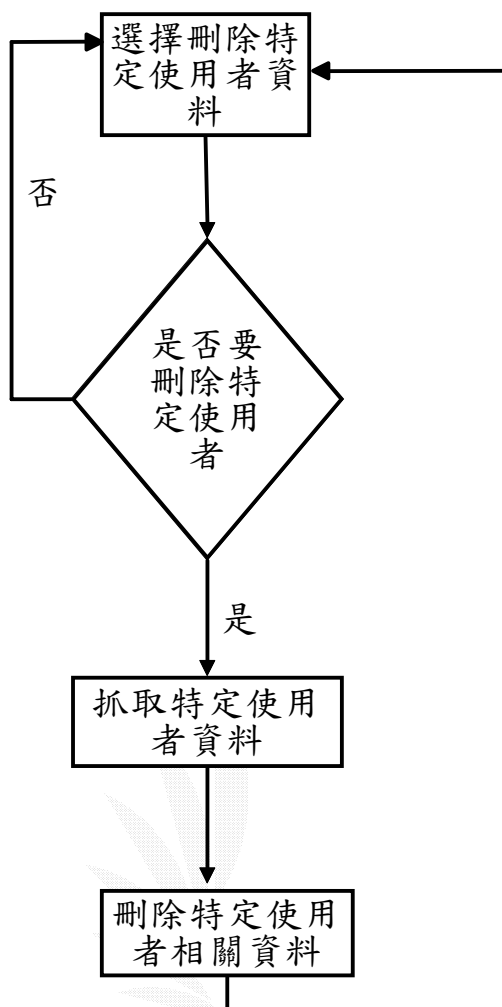 選擇刪除特
定使用者資
料
否
是否要
刪除特
定使用
者
是
抓取特定使用
者資料
刪除特定使用
者相關資料